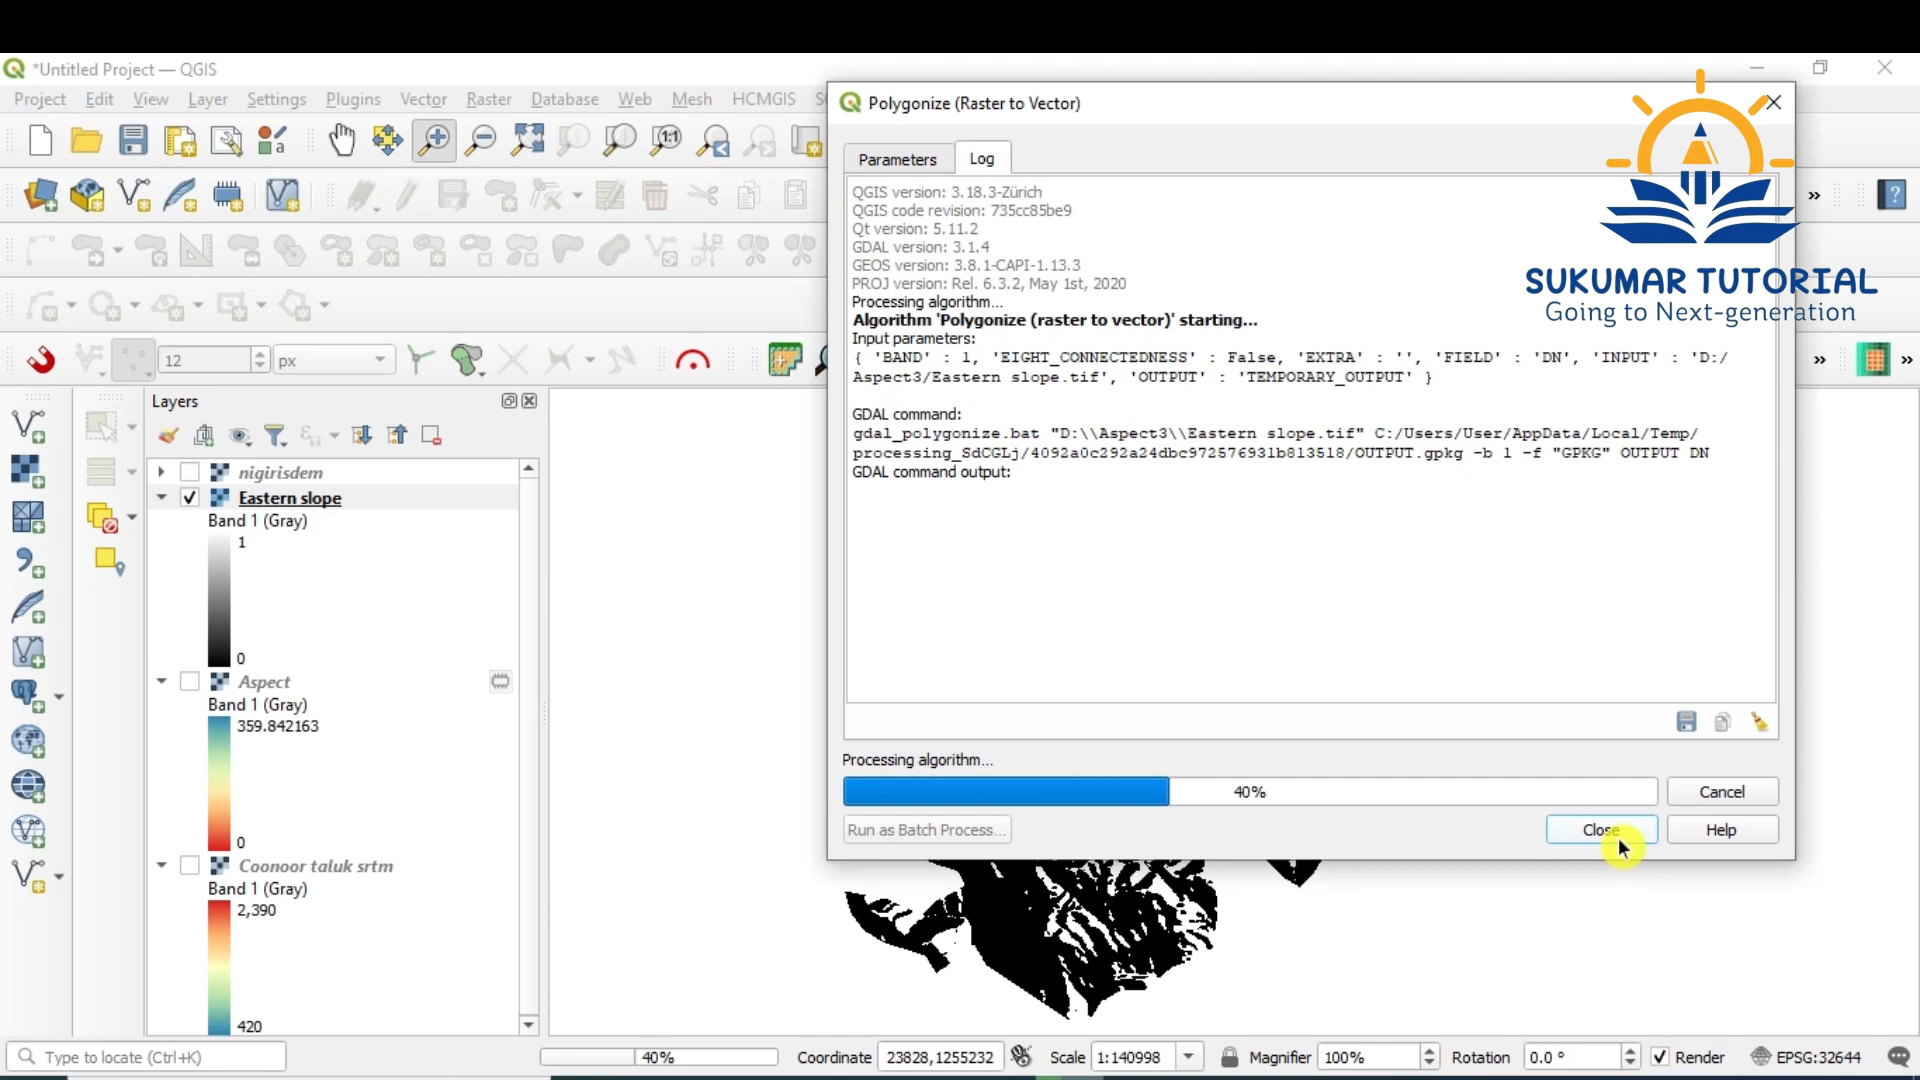 *Untitled Project — QGIS
Project Edit View Layer Settings Plugins Vector Raster Database Web Mesh HCMGIS
Polygonize (Raster to Vector)
Parameters Log
QGIS version: 3.18.3-Zürich
QGIS code revision: 735cc85be9
Qt version: 5.11.2
GDAL version: 3.1.4
GEOS version: 3.8.1-CAPI-1.13.3
PROJ version: Rel. 6.3.2, May 1st, 2020
Processing algorithm...
Algorithm 'Polygonize (raster to vector)' starting...
Input parameters:
{ 'BAND' : 1, 'EIGHT_CONNECTEDNESS' : False, 'EXTRA' : '', 'FIELD' : 'DN', 'INPUT' : 'D:/
Aspect3/Eastern slope.tif', 'OUTPUT' : 'TEMPORARY_OUTPUT' }
GDAL command:
gdal_polygonize.bat "D:\\Aspect3\\Eastern slope.tif" C:/Users/User/AppData/Local/Temp/
processing_SdCGLj/4092a0c292a24dbc972576931b813518/OUTPUT.gpkg -b 1 -f "GPKG" OUTPUT DN
GDAL command output:
SUKUMAR TUTORIAL
Going to Next-generation
12 px
Layers
nigirisdem
Eastern slope
Band 1 (Gray)
1
0
Aspect
Band 1 (Gray)
359.842163
0
Coonoor taluk srtm
Band 1 (Gray)
2,390
420
Processing algorithm...
40% Cancel
Run as Batch Process... Close Help
Type to locate (Ctrl+K) 40% Coordinate 23828,1255232 Scale 1:140998 Magnifier 100% Rotation 0.0 ° Render EPSG:32644